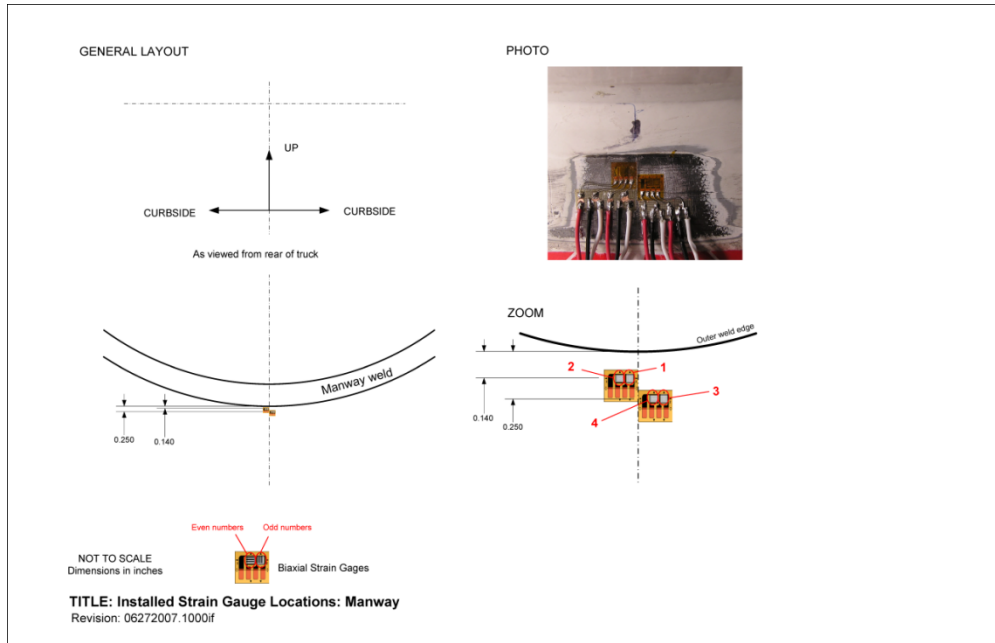 GENERAL LAYOUT
UP
CURBSIDE
CURBSIDE
As viewed from rear of truck
Manway weld
0.250
0.140
PHOTO
ZOOM
Outer weld edge
2
1
3
4
0.140
0.250
Even numbers
Odd numbers
NOT TO SCALE
Dimensions in inches
Biaxial Strain Gages
TITLE: Installed Strain Gauge Locations: Manway
Revision: 06272007.1000if